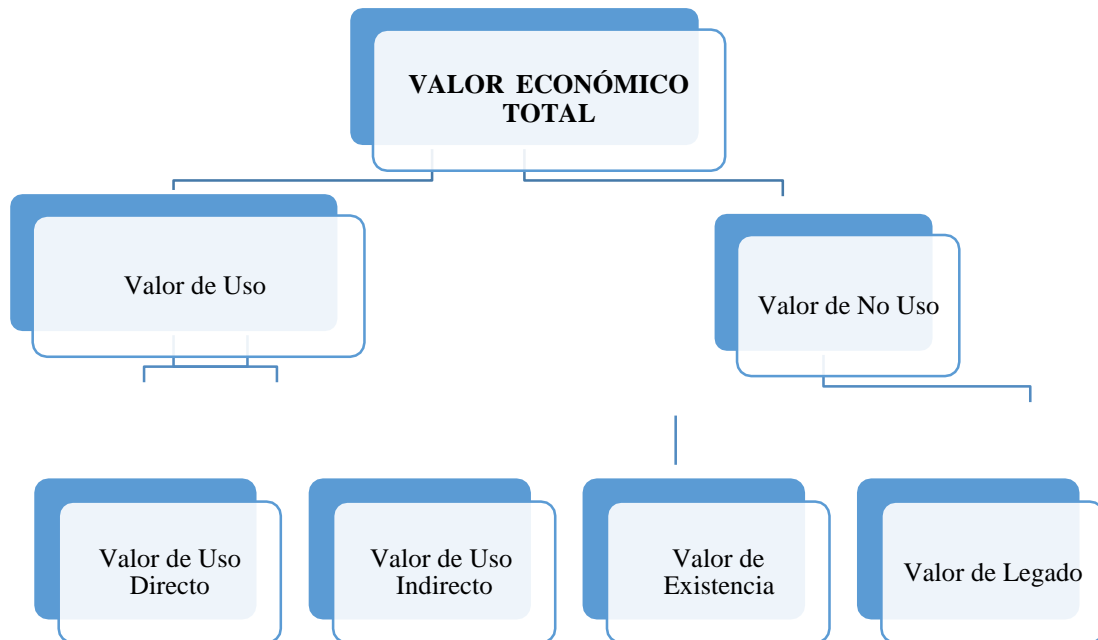 VALOR ECONÓMICO
TOTAL
Valor de Uso
Valor de No Uso
Valor de Uso
Directo
Valor de Uso
Indirecto
Valor de
Existencia
Valor de Legado